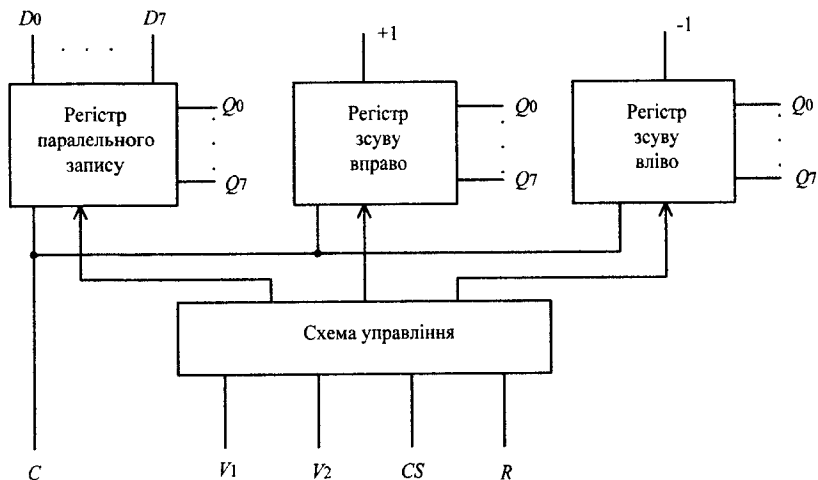 D0 . . . . D7
+1
-1
Регістр
паралельного
запису
Q0
Q7
Регістр
зсуву
вправо
Q0
Q7
Регістр
зсуву
вліво
Q0
Q7
Схема управління
C
V1
V2
CS
R